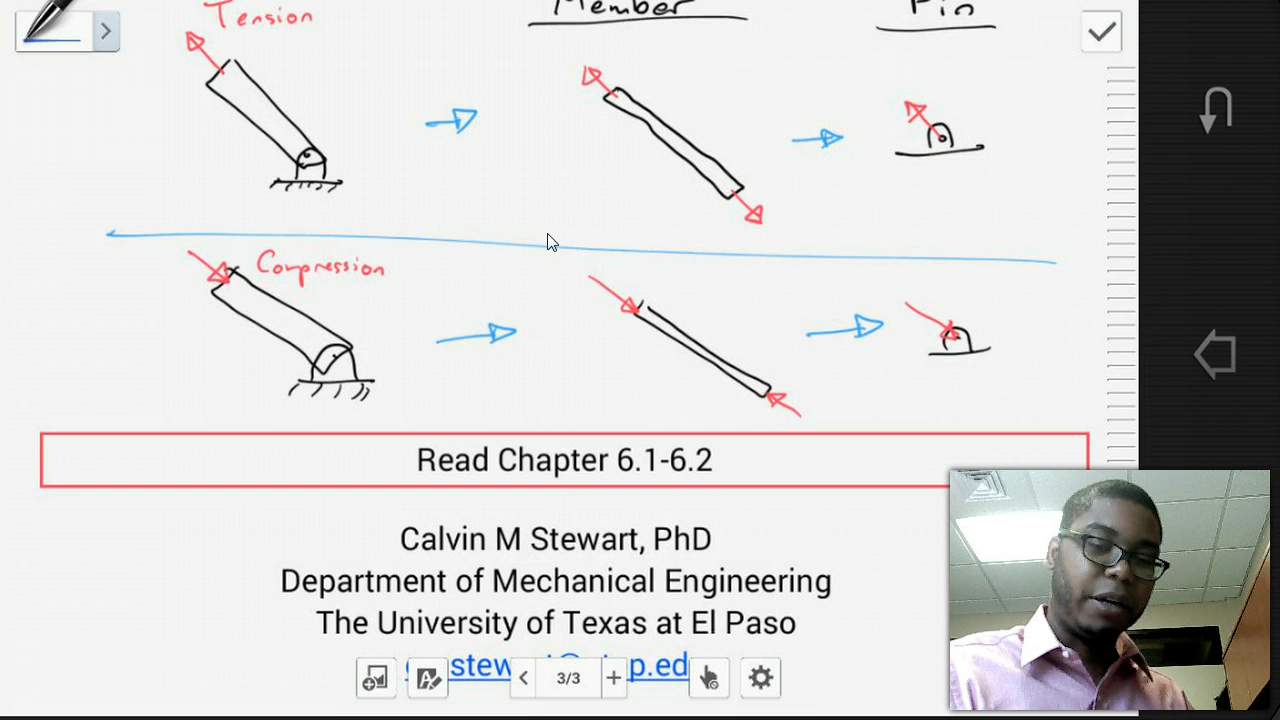 Tension
Member
Pin
Compression
Read Chapter 6.1-6.2
Calvin M Stewart, PhD
Department of Mechanical Engineering
The University of Texas at El Paso
3/3